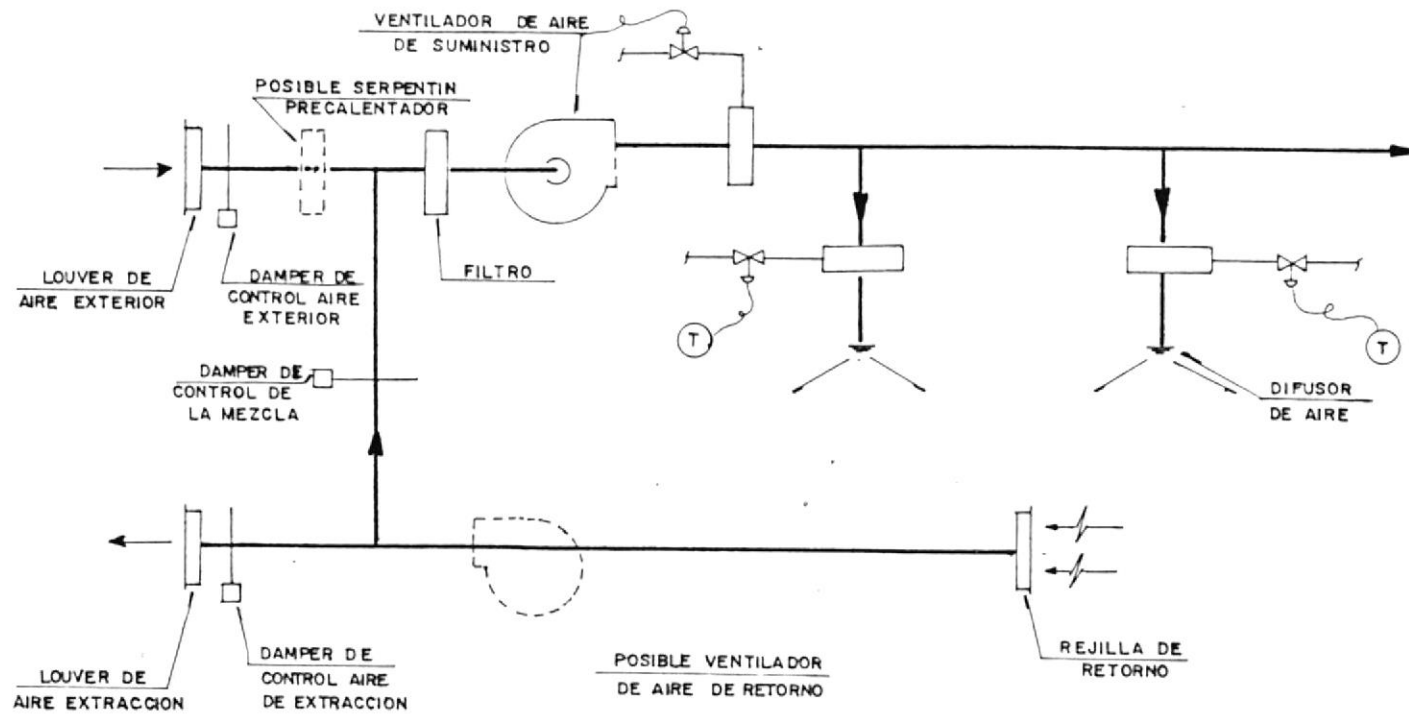 VENTILADOR DE AIRE
DE SUMINISTRO
POSIBLE SERPENTIN
PRECALENTADOR
LOUVER DE
AIRE EXTERIOR
DAMPER DE
CONTROL AIRE
EXTERIOR
FILTRO
T
T
DAMPER DE
CONTROL DE
LA MEZCLA
DIFUSOR
DE AIRE
LOUVER DE
AIRE EXTRACCION
DAMPER DE
CONTROL AIRE
DE EXTRACCION
POSIBLE VENTILADOR
DE AIRE DE RETORNO
REJILLA DE
RETORNO